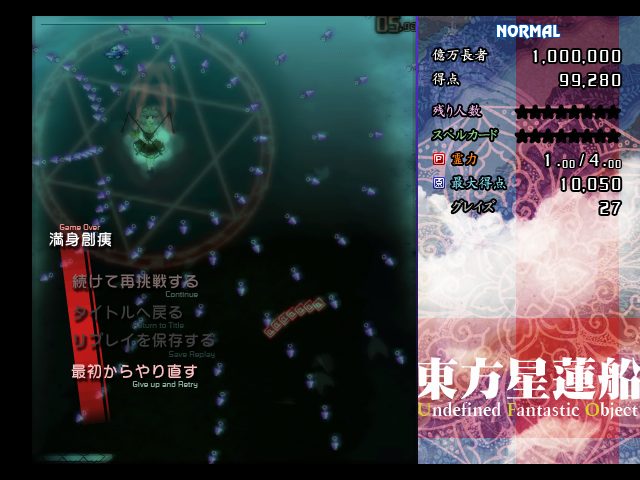 05.
NORMAL
億万長者 1,000,000
得点 99,280
残り人数
スペルカード
P 霊力 1.00/4.00
最大得点 10,050
グレイズ 27
Game Over
満身創痍
続けて再挑戦する
Continue
タイトルへ戻る
Return to Title
リプレイを保存する
Save Replay
最初からやり直す
Give up and Retry
東方星蓮船
Undefined Fantastic Object